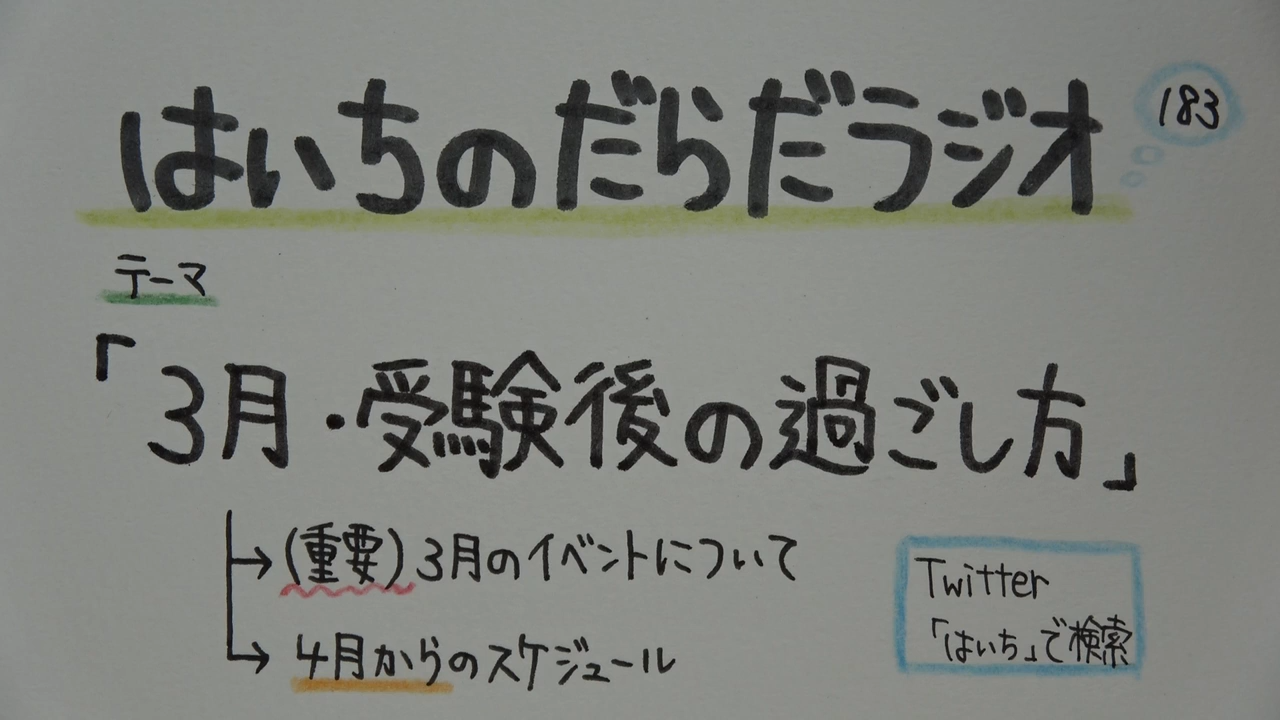 はいちのだらだラジオ
183
テーマ
「3月・受験後の過ごし方」
(重要) 3月のイベントについて
4月からのスケジュール
Twitter
「はいち」で検索